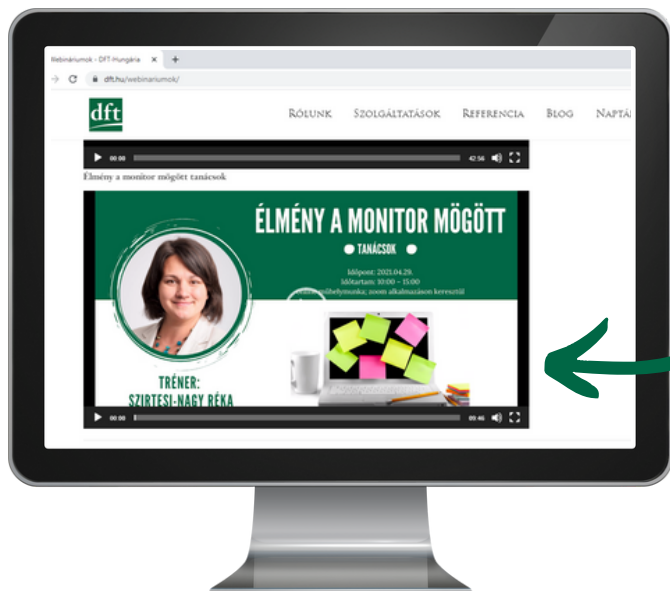 Webináriumok - DFT-Hungária × +
dft.hu/webinariumok/
dft
RÓLUNK SZOLGÁLTATÁSOK REFERENCIA BLOG NAPTÁ
00:00 42:56
Élmény a monitor mögött tanácsok
ÉLMÉNY A MONITOR MÖGÖTT
TANÁCSOK
Időpont: 2021.04.29.
Időtartam: 10:00 – 15:00
műhelymunka; zoom alkalmazáson keresztül
TRÉNER:
SZIRTESI-NAGY RÉKA
00:00 09:46